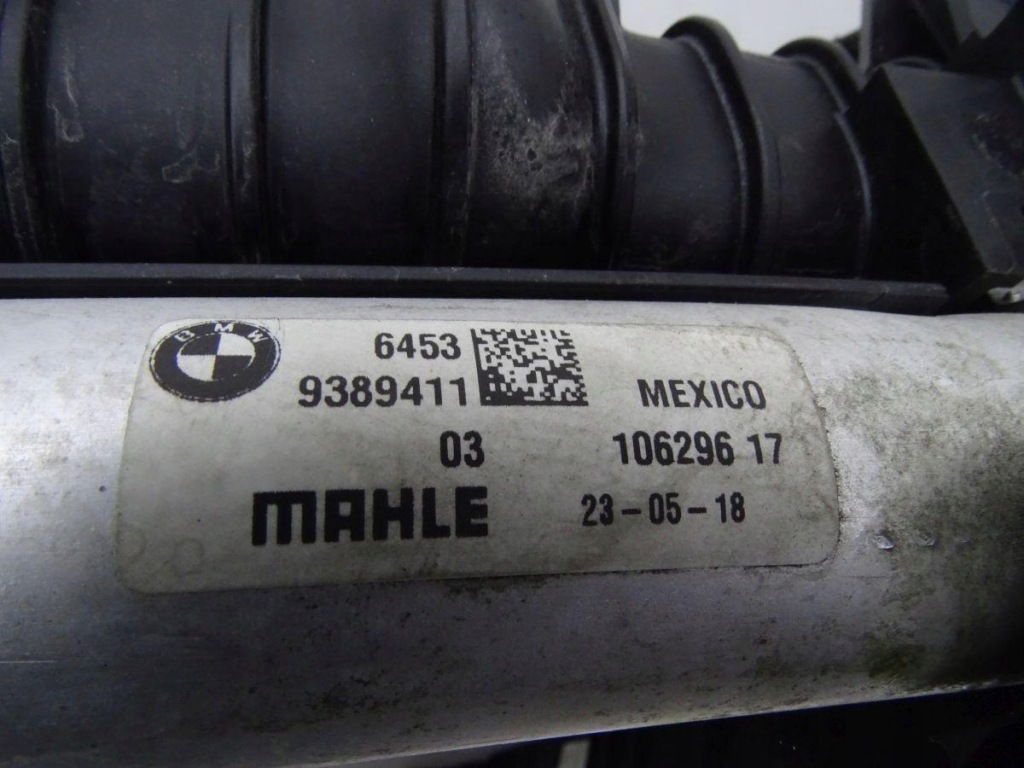 BMW
6453
9389411
MEXICO
03
106296 17
MAHLE
23-05-18